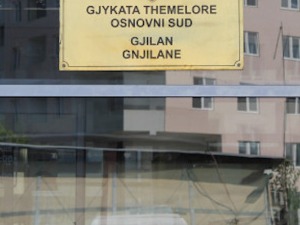 GJYKATA THEMELORE
OSNOVNI SUD
GJILAN
GNJILANE